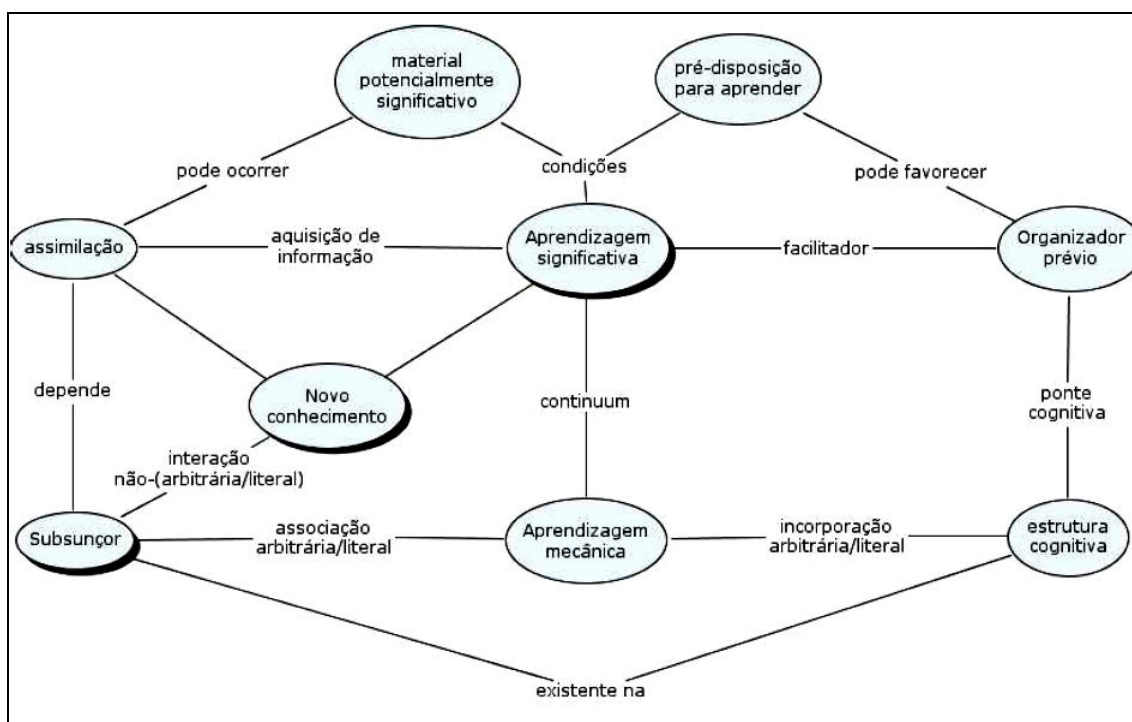 material
potencialmente
significativo
pré-disposição
para aprender
pode ocorrer
condições
pode favorecer
assimilação
aquisição de
informação
Aprendizagem
significativa
facilitador
Organizador
prévio
depende
Novo
conhecimento
continuum
ponte
cognitiva
interação
não-(arbitrária/literal)
Subsunçor
associação
arbitrária/literal
Aprendizagem
mecânica
incorporação
arbitrária/literal
estrutura
cognitiva
existente na